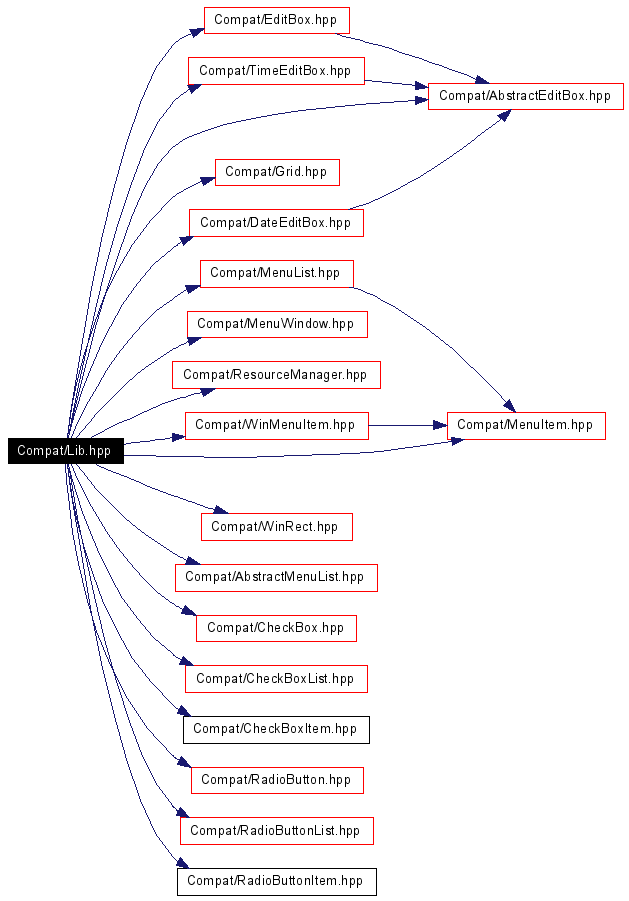 Compat/EditBox.hpp
Compat/TimeEditBox.hpp
Compat/AbstractEditBox.hpp
Compat/Grid.hpp
Compat/DateEditBox.hpp
Compat/MenuList.hpp
Compat/MenuWindow.hpp
Compat/ResourceManager.hpp
Compat/WinMenuItem.hpp
Compat/MenuItem.hpp
Compat/Lib.hpp
Compat/WinRect.hpp
Compat/AbstractMenuList.hpp
Compat/CheckBox.hpp
Compat/CheckBoxList.hpp
Compat/CheckBoxItem.hpp
Compat/RadioButton.hpp
Compat/RadioButtonList.hpp
Compat/RadioButtonItem.hpp